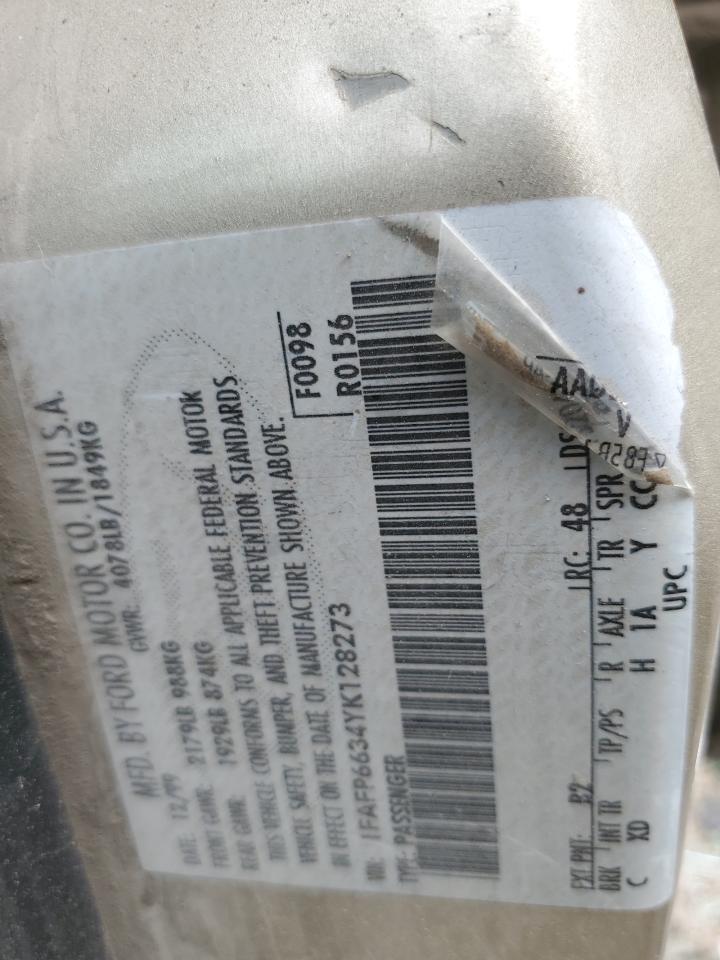 MFD. BY FORD MOTOR CO. IN U.S.A.
DATE: 12/99 GVWR: 4078LB/1849KG
FRONT GAWR: 2179LB 988KG
REAR GAWR: 1929LB 874KG
THIS VEHICLE CONFORMS TO ALL APPLICABLE FEDERAL MOTOR
VEHICLE SAFETY, BUMPER, AND THEFT PREVENTION STANDARDS
IN EFFECT ON THE DATE OF MANUFACTURE SHOWN ABOVE.
VIN: 1FAFP6634YK128273 F0098
TYPE: PASSENGER R0156
EXT PNT: B2 RC: 48 DS
BRK INT TR TP/PS R AXLE TR SPR
C XD H 1A Y CC
UPC